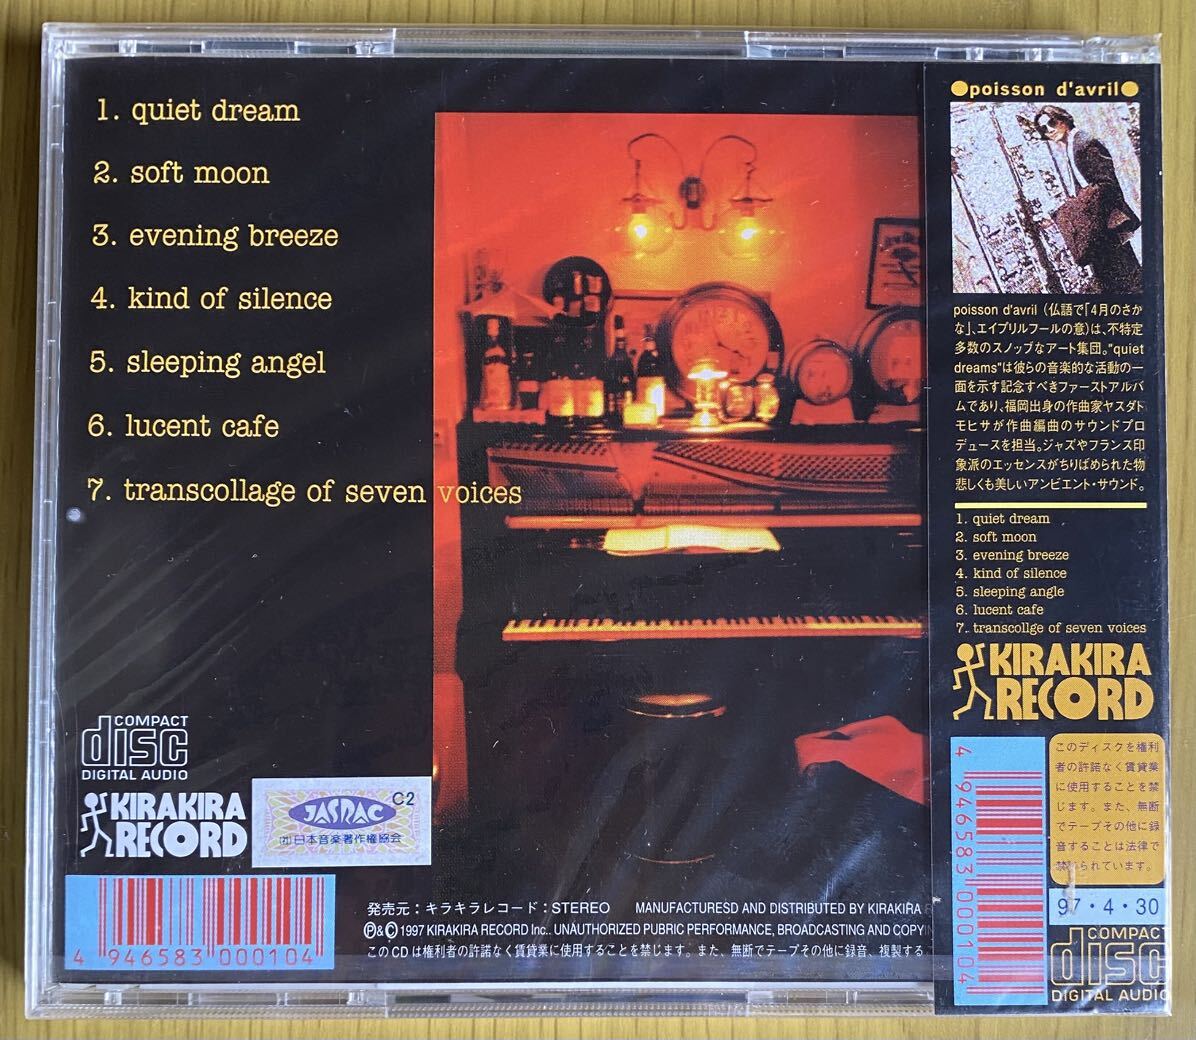 1. quiet dream
2. soft moon
3. evening breeze
4. kind of silence
5. sleeping angel
6. lucent cafe
7. transcollage of seven voices
COMPACT
disc
DIGITAL AUDIO
KIRAKIRA
RECORD
JASRAC
C2
(社)日本音楽著作権協会
4 946583 000104
発売元：キラキラレコード：STEREO MANUFACTURESD AND DISTRIBUTED BY KIRAKIRA
Ⓟ&Ⓒ1997 KIRAKIRA RECORD Inc.. UNAUTHORIZED PUBRIC PERFORMANCE, BROADCASTING AND COPYIN
このCDは権利者の許諾なく賃貸業に使用することを禁じます。また、無断でテープその他に録音、複製する
●poisson d'avril●
poisson d'avril（仏語で「4月のさか
な」、エイプリルフールの意）は、不特定
多数のスノッブなアート集団。"quiet
dreams"は彼らの音楽的な活動の一
面を示す記念すべきファーストアルバ
ムであり、福岡出身の作曲家ヤスダト
モヒサが作曲編曲のサウンドプロ
デュースを担当。ジャズやフランス印
象派のエッセンスがちりばめられた物
悲しくも美しいアンビエント・サウンド。
1. quiet dream
2. soft moon
3. evening breeze
4. kind of silence
5. sleeping angle
6. lucent cafe
7. transcollge of seven voices
KIRAKIRA
RECORD
4 946583 000104
このディスクを権利
者の許諾なく賃貸業
に使用することを禁
じます。また、無断
でテープその他に録
音することは法律で
禁じられています。
97・4・30
COMPACT
disc
DIGITAL AUDIO